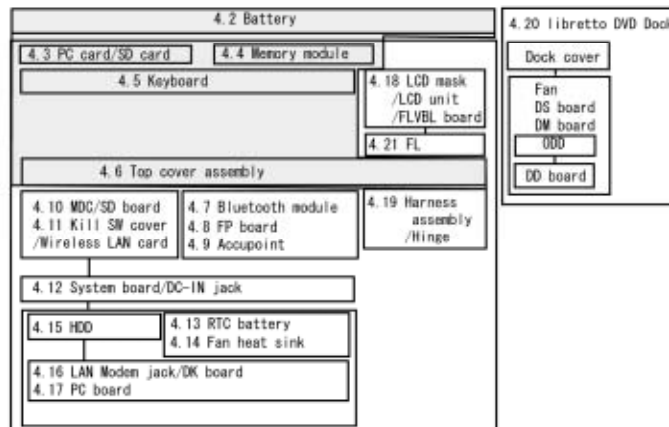 4.2 Battery
4.3 PC card/SD card
4.4 Memory module
4.5 Keyboard
4.18 LCD mask
/LCD unit
/FLVBL board
4.21 FL
4.6 Top cover assembly
4.10 MDC/SD board
4.11 Kill SW cover
/Wireless LAN card
4.7 Bluetooth module
4.8 FP board
4.9 Accupoint
4.19 Harness
assembly
/Hinge
4.12 System board/DC-IN jack
4.15 HDD
4.13 RTC battery
4.14 Fan heat sink
4.16 LAN Modem jack/DK board
4.17 PC board
4.20 libretto DVD Dock
Dock cover
Fan
DS board
DM board
ODD
DD board